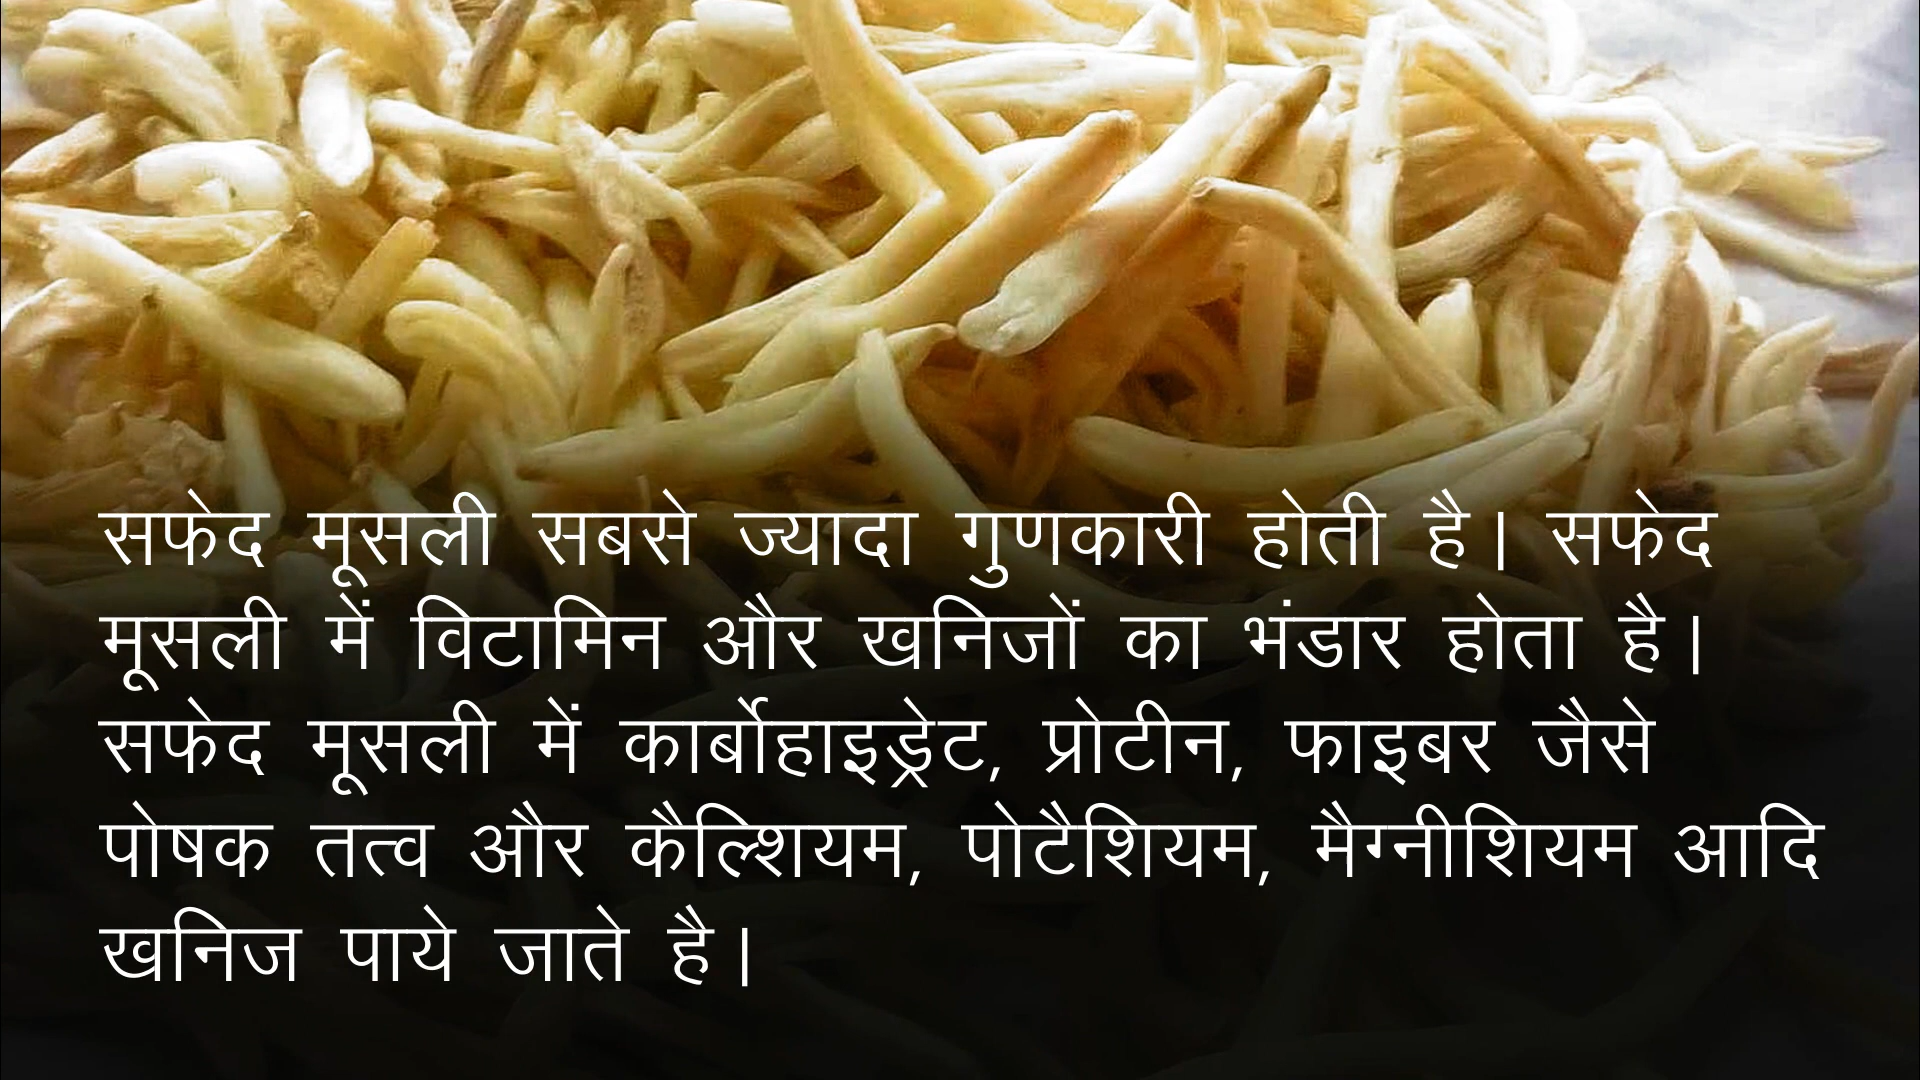 सफेद मूसली सबसे ज्यादा गुणकारी होती है। सफेद
मूसली में विटामिन और खनिजों का भंडार होता है।
सफेद मूसली में कार्बोहाइड्रेट, प्रोटीन, फाइबर जैसे
पोषक तत्व और कैल्शियम, पोटैशियम, मैग्नीशियम आदि
खनिज पाये जाते है।